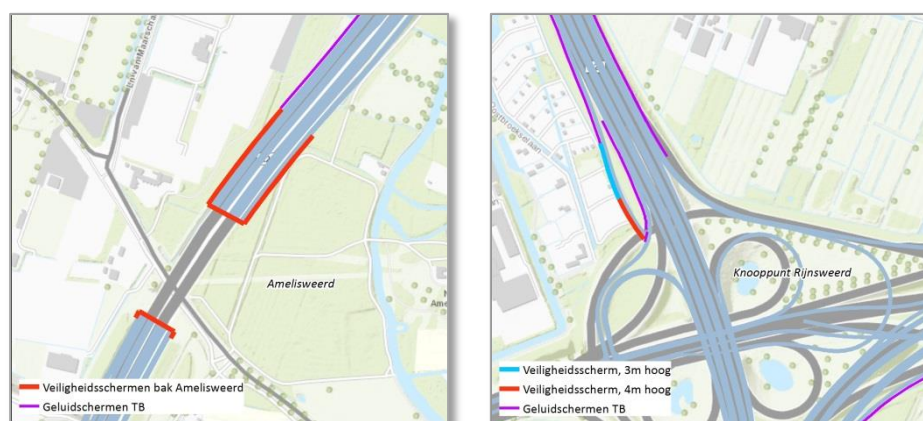 Amelisweerd
Veiligheidsschermen bak Amelisweerd
Geluidschermen TB
Knooppunt Rijnsweerd
Veiligheidsscherm, 3m hoog
Veiligheidsscherm, 4m hoog
Geluidschermen TB